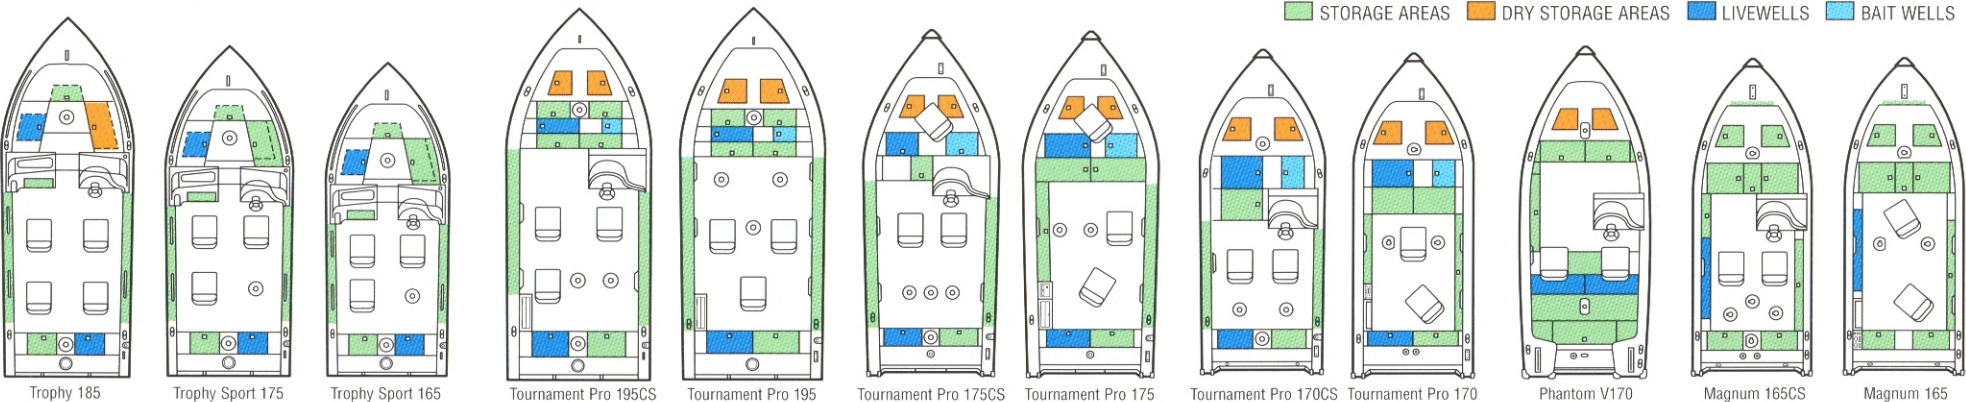 STORAGE AREAS
DRY STORAGE AREAS
LIVEWELLS
BAIT WELLS
Trophy 185
Trophy Sport 175
Trophy Sport 165
Tournament Pro 195CS
Tournament Pro 195
Tournament Pro 175CS
Tournament Pro 175
Tournament Pro 170CS
Tournament Pro 170
Phantom V170
Magnum 165CS
Magnum 165